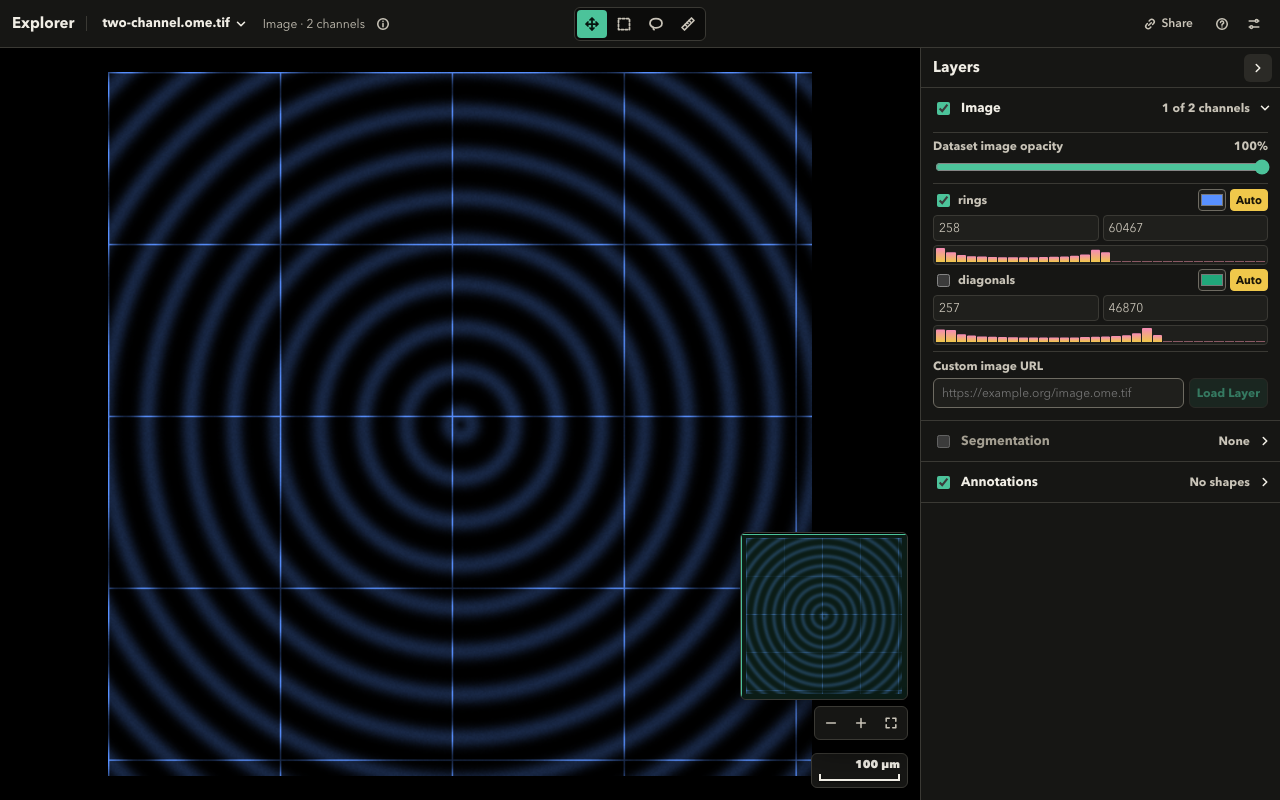 Explorer
two-channel.ome.tif
Image · 2 channels
Share
Layers
Image
1 of 2 channels
Dataset image opacity
100%
rings
Auto
258
60467
diagonals
Auto
257
46870
Custom image URL
https://example.org/image.ome.tif
Load Layer
Segmentation
None
Annotations
No shapes
100 µm